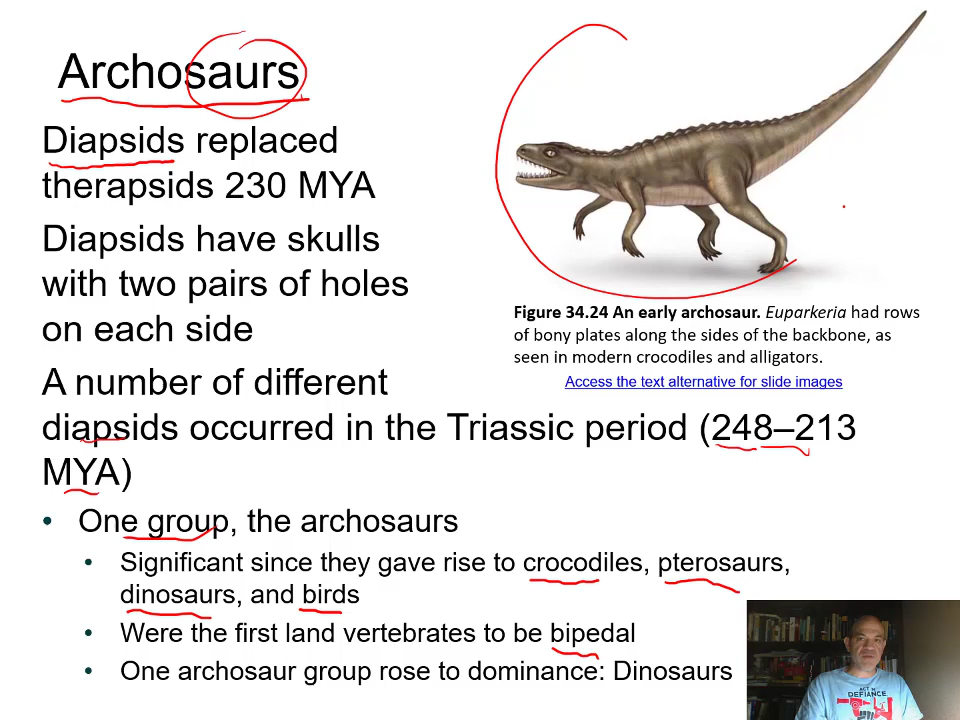 Archosaurs
Diapsids replaced
therapsids 230 MYA
Diapsids have skulls
with two pairs of holes
on each side
A number of different
diapsids occurred in the Triassic period (248–213
MYA)
• One group, the archosaurs
• Significant since they gave rise to crocodiles, pterosaurs,
dinosaurs, and birds
• Were the first land vertebrates to be bipedal
• One archosaur group rose to dominance: Dinosaurs
Figure 34.24 An early archosaur. Euparkeria had rows
of bony plates along the sides of the backbone, as
seen in modern crocodiles and alligators.
Access the text alternative for slide images
DEFIANCE